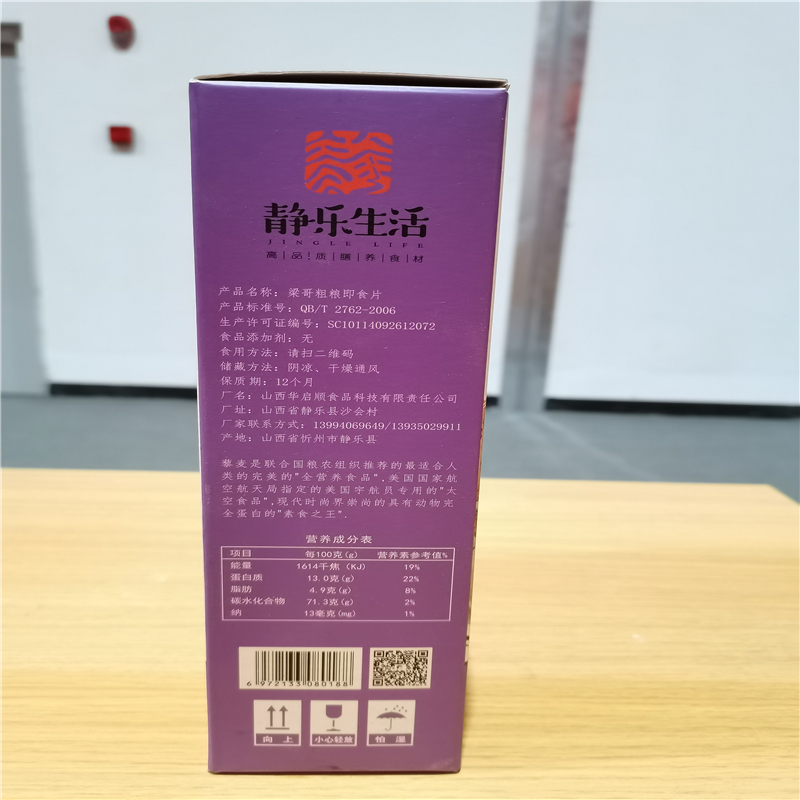 静乐生活
JINGLE LIFE
高|品|质|膳|养|食|材
产品名称：梁哥粗粮即食片
产品标准号：QB/T 2762-2006
生产许可证编号：SC10114092612072
食品添加剂：无
食用方法：请扫二维码
储藏方法：阴凉、干燥通风
保质期：12个月
厂名：山西华启顺食品科技有限责任公司
厂址：山西省静乐县沙会村
厂家联系方式：13994069649/13935029911
产地：山西省忻州市静乐县
藜麦是联合国粮农组织推荐的最适合人
类的完美的"全营养食品",美国国家航
空航天局指定的美国宇航员专用的"太
空食品",现代时尚界崇尚的具有动物完
全蛋白的"素食之王".
营养成分表
项目 每100克(g) 营养素参考值%
能量 1614千焦（KJ） 19%
蛋白质 13.0克(g) 22%
脂肪 4.9克(g) 8%
碳水化合物 71.3克(g) 2%
纳 13毫克(mg) 1%
6 972133 080188
向上 小心轻放 怕湿